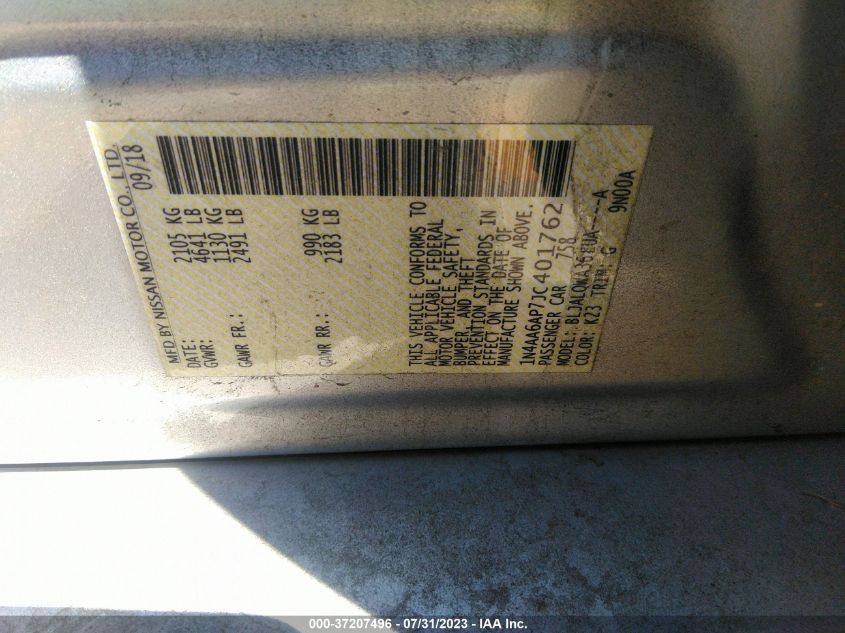 MFD BY NISSAN MOTOR CO., LTD.
DATE: 09/18
GVWR: 2105 KG
4641 LB
GAWR FR.: 1130 KG
2491 LB
GAWR RR.: 990 KG
2183 LB
THIS VEHICLE CONFORMS TO
ALL APPLICABLE FEDERAL
MOTOR VEHICLE SAFETY,
BUMPER, AND THEFT
PREVENTION STANDARDS IN
EFFECT ON THE DATE OF
MANUFACTURE SHOWN ABOVE.
1N4AA6AP7JC401762
PASSENGER CAR 758
MODEL: ----A
COLOR: K23 TRIM: G 9N00A
000-37207496 - 07/31/2023 - IAA Inc.